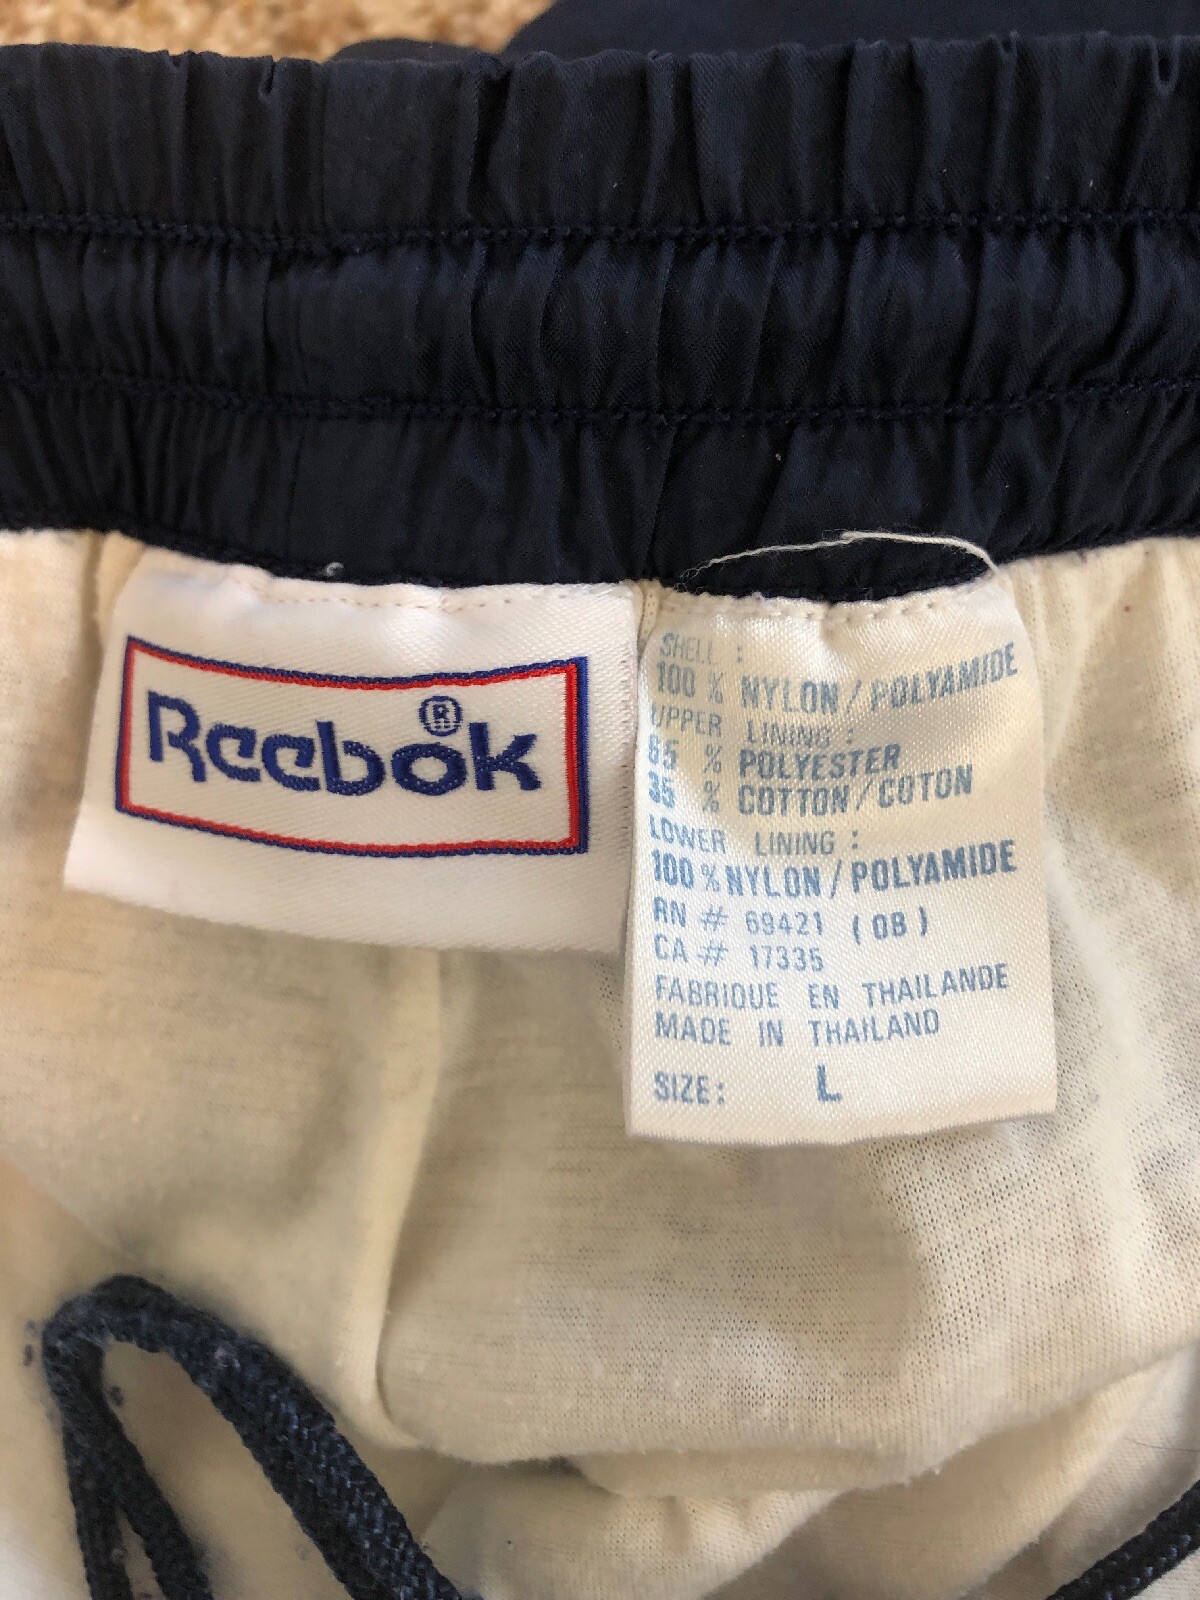 Reebok®
SHELL :
100 % NYLON / POLYAMIDE
UPPER LINING :
65 % POLYESTER
35 % COTTON / COTON
LOWER LINING :
100 % NYLON / POLYAMIDE
RN # 69421 ( OB )
CA # 17335
FABRIQUE EN THAILANDE
MADE IN THAILAND
SIZE: L